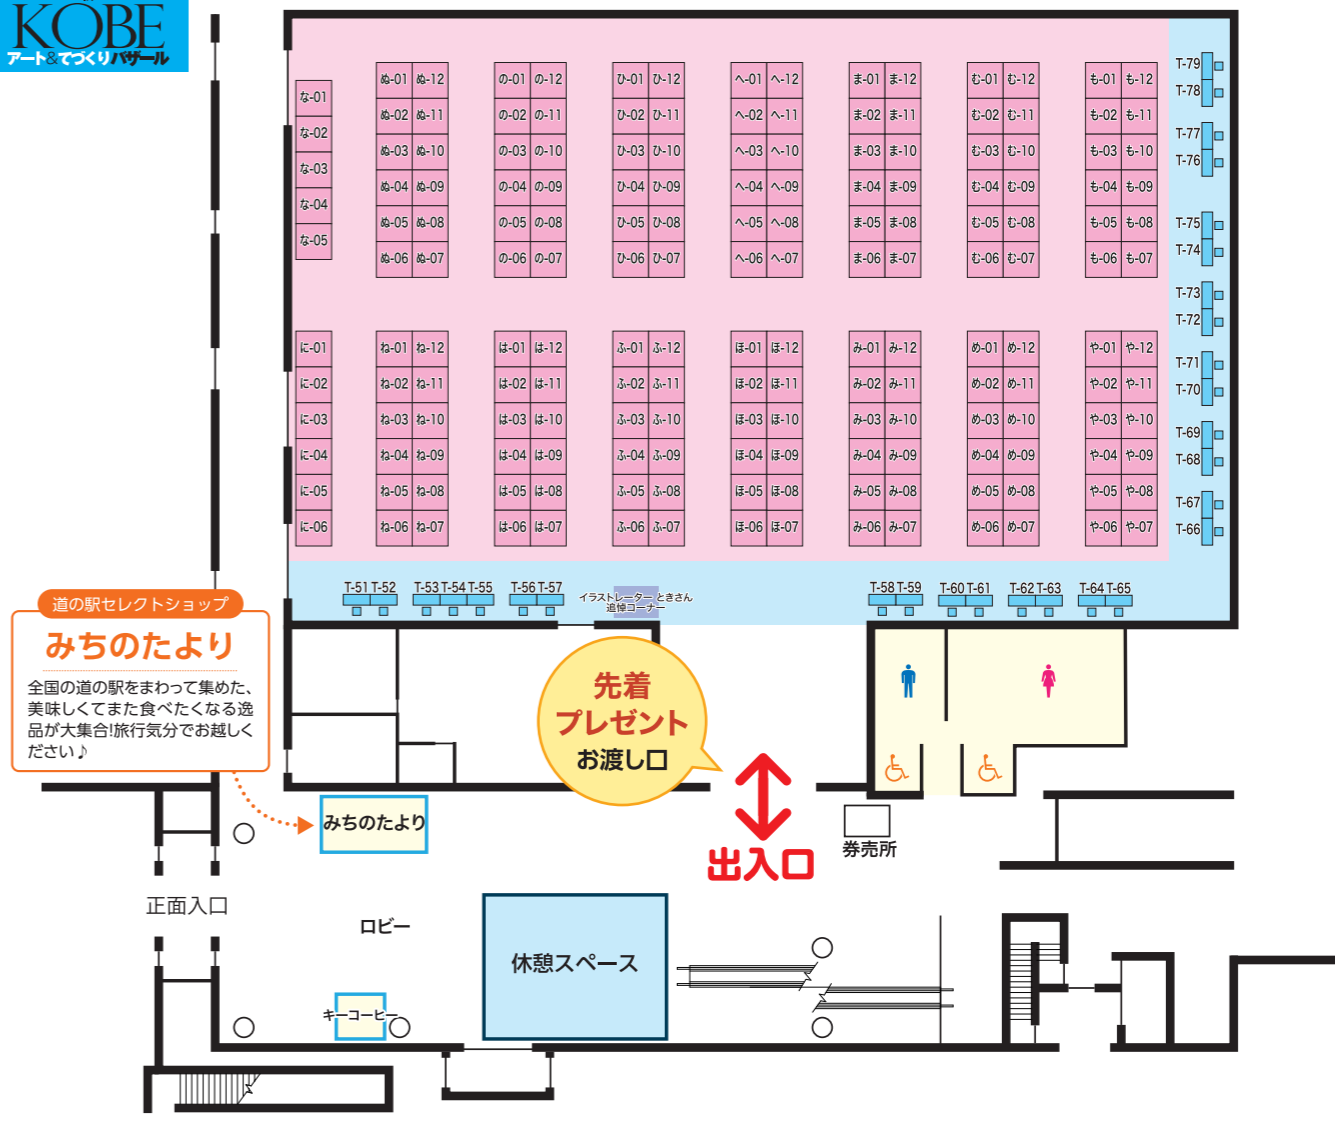 KOBE
アート&てづくりバザール
な-01
な-02
な-03
な-04
な-05
ぬ-01 ぬ-12
ぬ-02 ぬ-11
ぬ-03 ぬ-10
ぬ-04 ぬ-09
ぬ-05 ぬ-08
ぬ-06 ぬ-07
の-01 の-12
の-02 の-11
の-03 の-10
の-04 の-09
の-05 の-08
の-06 の-07
ひ-01 ひ-12
ひ-02 ひ-11
ひ-03 ひ-10
ひ-04 ひ-09
ひ-05 ひ-08
ひ-06 ひ-07
へ-01 へ-12
へ-02 へ-11
へ-03 へ-10
へ-04 へ-09
へ-05 へ-08
へ-06 へ-07
ま-01 ま-12
ま-02 ま-11
ま-03 ま-10
ま-04 ま-09
ま-05 ま-08
ま-06 ま-07
む-01 む-12
む-02 む-11
む-03 む-10
む-04 む-09
む-05 む-08
む-06 む-07
も-01 も-12
も-02 も-11
も-03 も-10
も-04 も-09
も-05 も-08
も-06 も-07
T-79
T-78
T-77
T-76
T-75
T-74
T-73
T-72
T-71
T-70
T-69
T-68
T-67
T-66
に-01
に-02
に-03
に-04
に-05
に-06
ね-01 ね-12
ね-02 ね-11
ね-03 ね-10
ね-04 ね-09
ね-05 ね-08
ね-06 ね-07
は-01 は-12
は-02 は-11
は-03 は-10
は-04 は-09
は-05 は-08
は-06 は-07
ふ-01 ふ-12
ふ-02 ふ-11
ふ-03 ふ-10
ふ-04 ふ-09
ふ-05 ふ-08
ふ-06 ふ-07
ほ-01 ほ-12
ほ-02 ほ-11
ほ-03 ほ-10
ほ-04 ほ-09
ほ-05 ほ-08
ほ-06 ほ-07
み-01 み-12
み-02 み-11
み-03 み-10
み-04 み-09
み-05 み-08
み-06 み-07
め-01 め-12
め-02 め-11
め-03 め-10
め-04 め-09
め-05 め-08
め-06 め-07
や-01 や-12
や-02 や-11
や-03 や-10
や-04 や-09
や-05 や-08
や-06 や-07
T-51 T-52 T-53 T-54 T-55 T-56 T-57
イラストレーター ときさん
追悼コーナー
T-58 T-59 T-60 T-61 T-62 T-63 T-64 T-65
道の駅セレクトショップ
みちのたより
全国の道の駅をまわって集めた、
美味しくてまた食べたくなる逸
品が大集合!旅行気分でお越しく
ださい♪
先着
プレゼント
お渡し口
みちのたより
出入口
券売所
正面入口
ロビー
休憩スペース
キーコーヒー